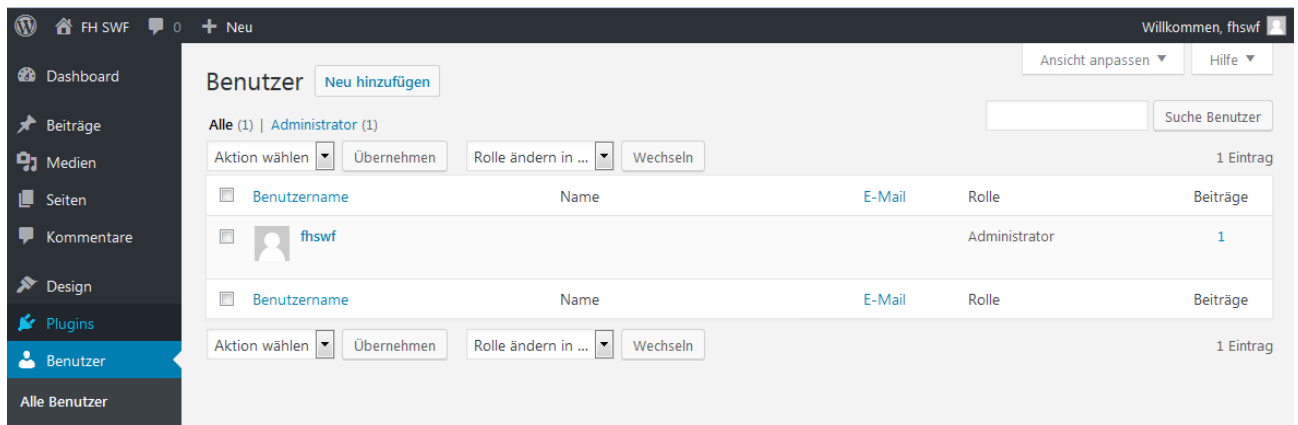 FH SWF 0 Neu Willkommen, fhswf
Ansicht anpassen Hilfe
Dashboard
Beiträge
Medien
Seiten
Kommentare
Design
Plugins
Benutzer
Alle Benutzer
Benutzer Neu hinzufügen
Alle (1) | Administrator (1)
Suche Benutzer
Aktion wählen Übernehmen Rolle ändern in ... Wechseln 1 Eintrag
Benutzername Name E-Mail Rolle Beiträge
fhswf Administrator 1
Benutzername Name E-Mail Rolle Beiträge
Aktion wählen Übernehmen Rolle ändern in ... Wechseln 1 Eintrag